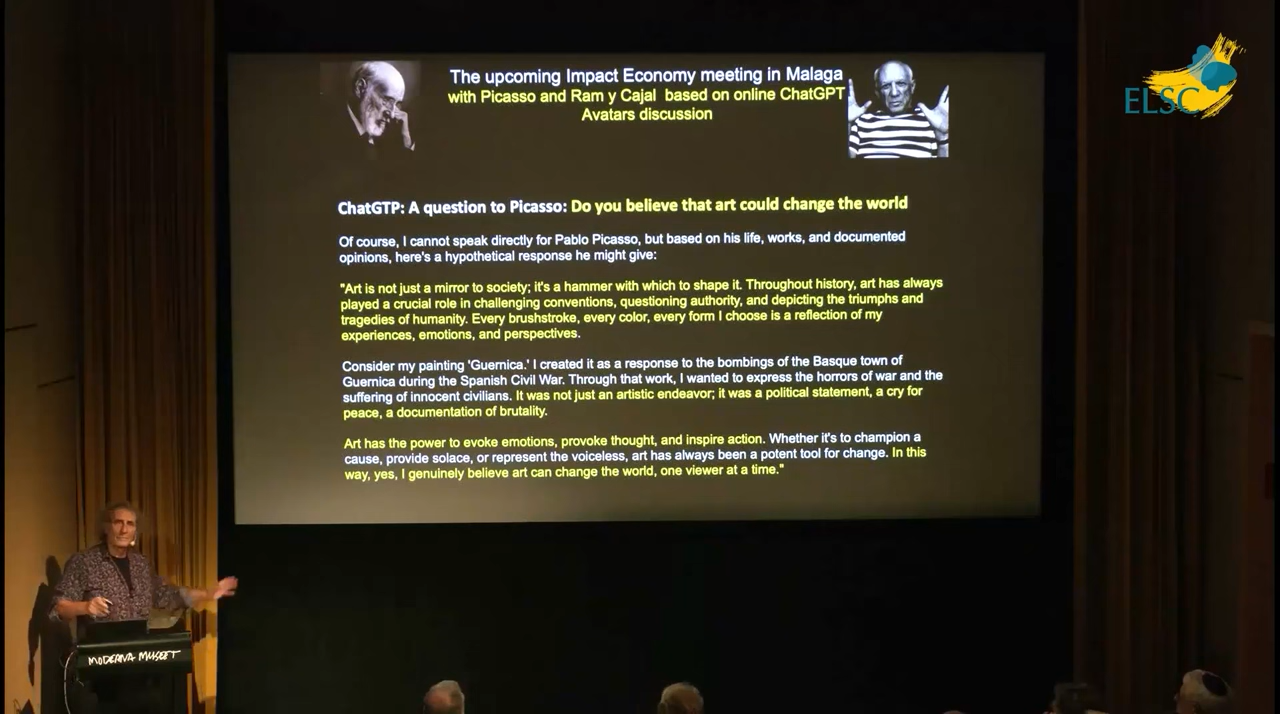 The upcoming Impact Economy meeting in Malaga
with Picasso and Ram y Cajal based on online ChatGPT
Avatars discussion
ELSC
ChatGTP: A question to Picasso: Do you believe that art could change the world
Of course, I cannot speak directly for Pablo Picasso, but based on his life, works, and documented
opinions, here's a hypothetical response he might give:
"Art is not just a mirror to society; it's a hammer with which to shape it. Throughout history, art has always
played a crucial role in challenging conventions, questioning authority, and depicting the triumphs and
tragedies of humanity. Every brushstroke, every color, every form I choose is a reflection of my
experiences, emotions, and perspectives.
Consider my painting 'Guernica.' I created it as a response to the bombings of the Basque town of
Guernica during the Spanish Civil War. Through that work, I wanted to express the horrors of war and the
suffering of innocent civilians. It was not just an artistic endeavor; it was a political statement, a cry for
peace, a documentation of brutality.
Art has the power to evoke emotions, provoke thought, and inspire action. Whether it's to champion a
cause, provide solace, or represent the voiceless, art has always been a potent tool for change. In this
way, yes, I genuinely believe art can change the world, one viewer at a time."
MODERNA MUSEET